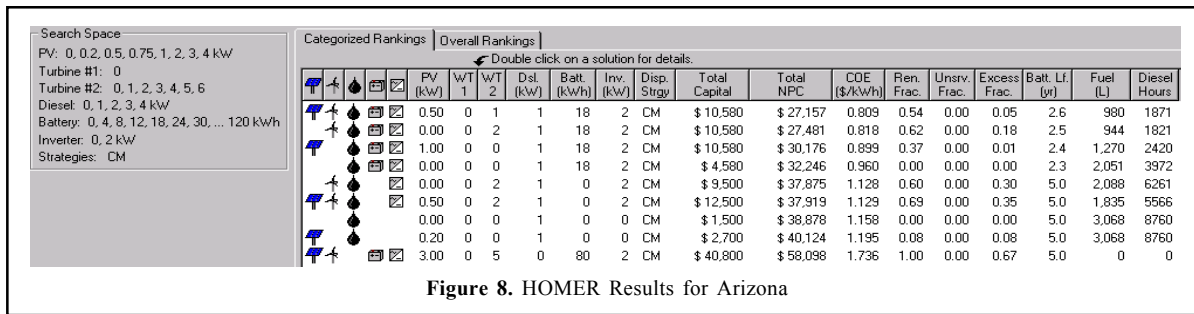 Search Space
PV: 0, 0.2, 0.5, 0.75, 1, 2, 3, 4 kW
Turbine #1: 0
Turbine #2: 0, 1, 2, 3, 4, 5, 6
Diesel: 0, 1, 2, 3, 4 kW
Battery: 0, 4, 8, 12, 18, 24, 30, ... 120 kWh
Inverter: 0, 2 kW
Strategies: CM
Categorized Rankings Overall Rankings
Double click on a solution for details.
PV (kW) WT 1 WT 2 Dsl. (kW) Batt. (kWh) Inv. (kW) Disp. Strgy Total Capital Total NPC COE ($/kWh) Ren. Frac. Unsrv. Frac. Excess Frac. Batt. Lf. (yr) Fuel (L) Diesel Hours
0.50 0 1 1 18 2 CM $ 10,580 $ 27,157 0.809 0.54 0.00 0.05 2.6 980 1871
0.00 0 2 1 18 2 CM $ 10,580 $ 27,481 0.818 0.62 0.00 0.18 2.5 944 1821
1.00 0 0 1 18 2 CM $ 10,580 $ 30,176 0.899 0.37 0.00 0.01 2.4 1,270 2420
0.00 0 0 1 18 2 CM $ 4,580 $ 32,246 0.960 0.00 0.00 0.00 2.3 2,051 3972
0.00 0 2 1 0 2 CM $ 9,500 $ 37,875 1.128 0.60 0.00 0.30 5.0 2,088 6261
0.50 0 2 1 0 2 CM $ 12,500 $ 37,919 1.129 0.69 0.00 0.35 5.0 1,835 5566
0.00 0 0 1 0 0 CM $ 1,500 $ 38,878 1.158 0.00 0.00 0.00 5.0 3,068 8760
0.20 0 0 1 0 0 CM $ 2,700 $ 40,124 1.195 0.08 0.00 0.08 5.0 3,068 8760
3.00 0 5 0 80 2 CM $ 40,800 $ 58,098 1.736 1.00 0.00 0.67 5.0 0 0
Figure 8. HOMER Results for Arizona